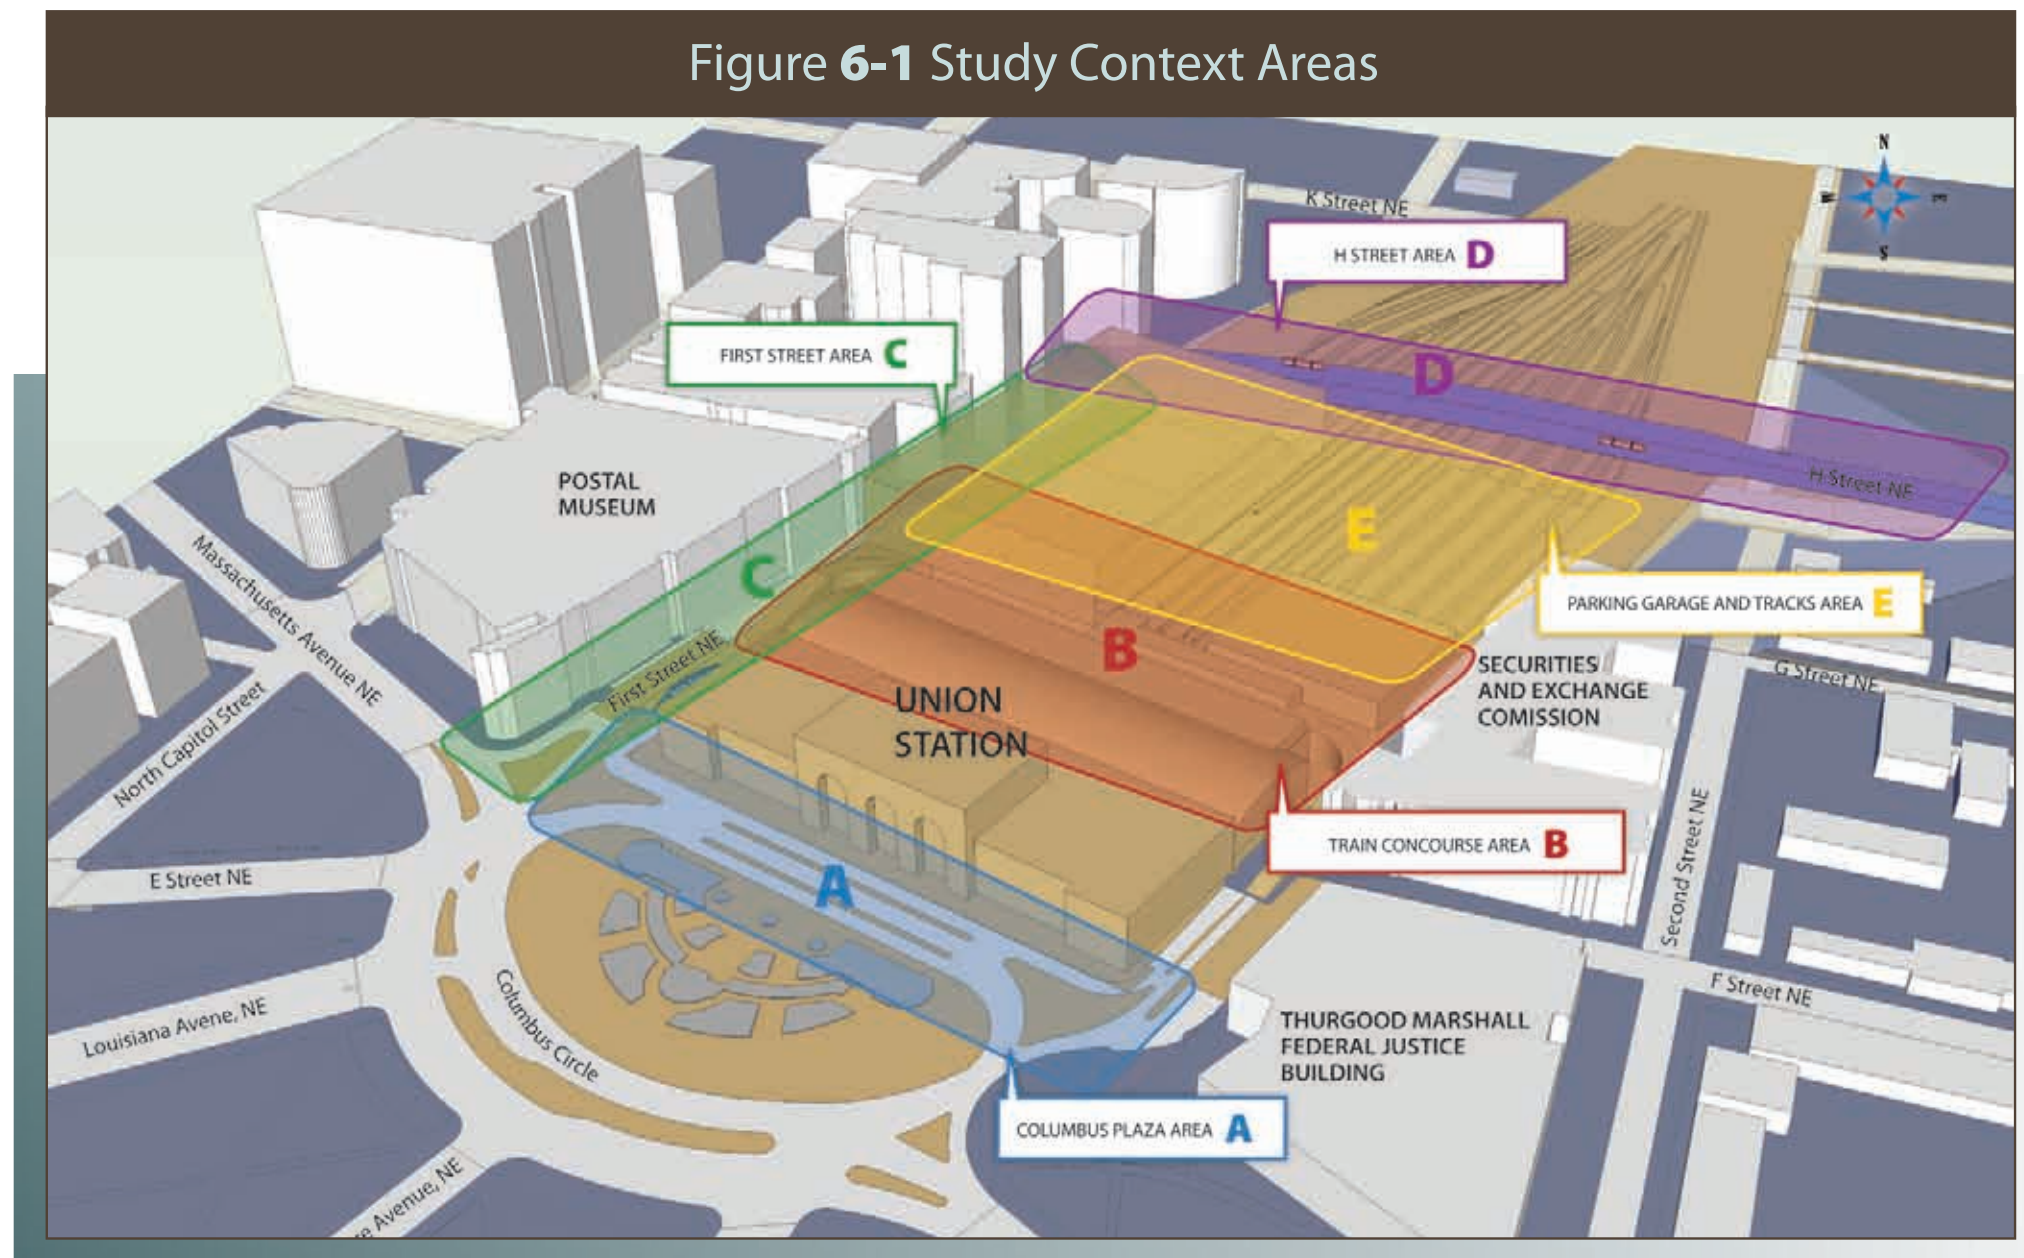 Figure 6-1 Study Context Areas
N
W
E
S
K Street NE
H STREET AREA D
FIRST STREET AREA C
D
H Street NE
POSTAL
MUSEUM
E
C
PARKING GARAGE AND TRACKS AREA E
Massachusetts Avenue NE
First Street NE
B
SECURITIES
AND EXCHANGE
COMISSION
G Street NE
UNION
STATION
North Capitol Street
TRAIN CONCOURSE AREA B
Second Street NE
E Street NE
A
F Street NE
Louisiana Avene, NE
Columbus Circle
THURGOOD MARSHALL
FEDERAL JUSTICE
BUILDING
COLUMBUS PLAZA AREA A
re Avenue, NE